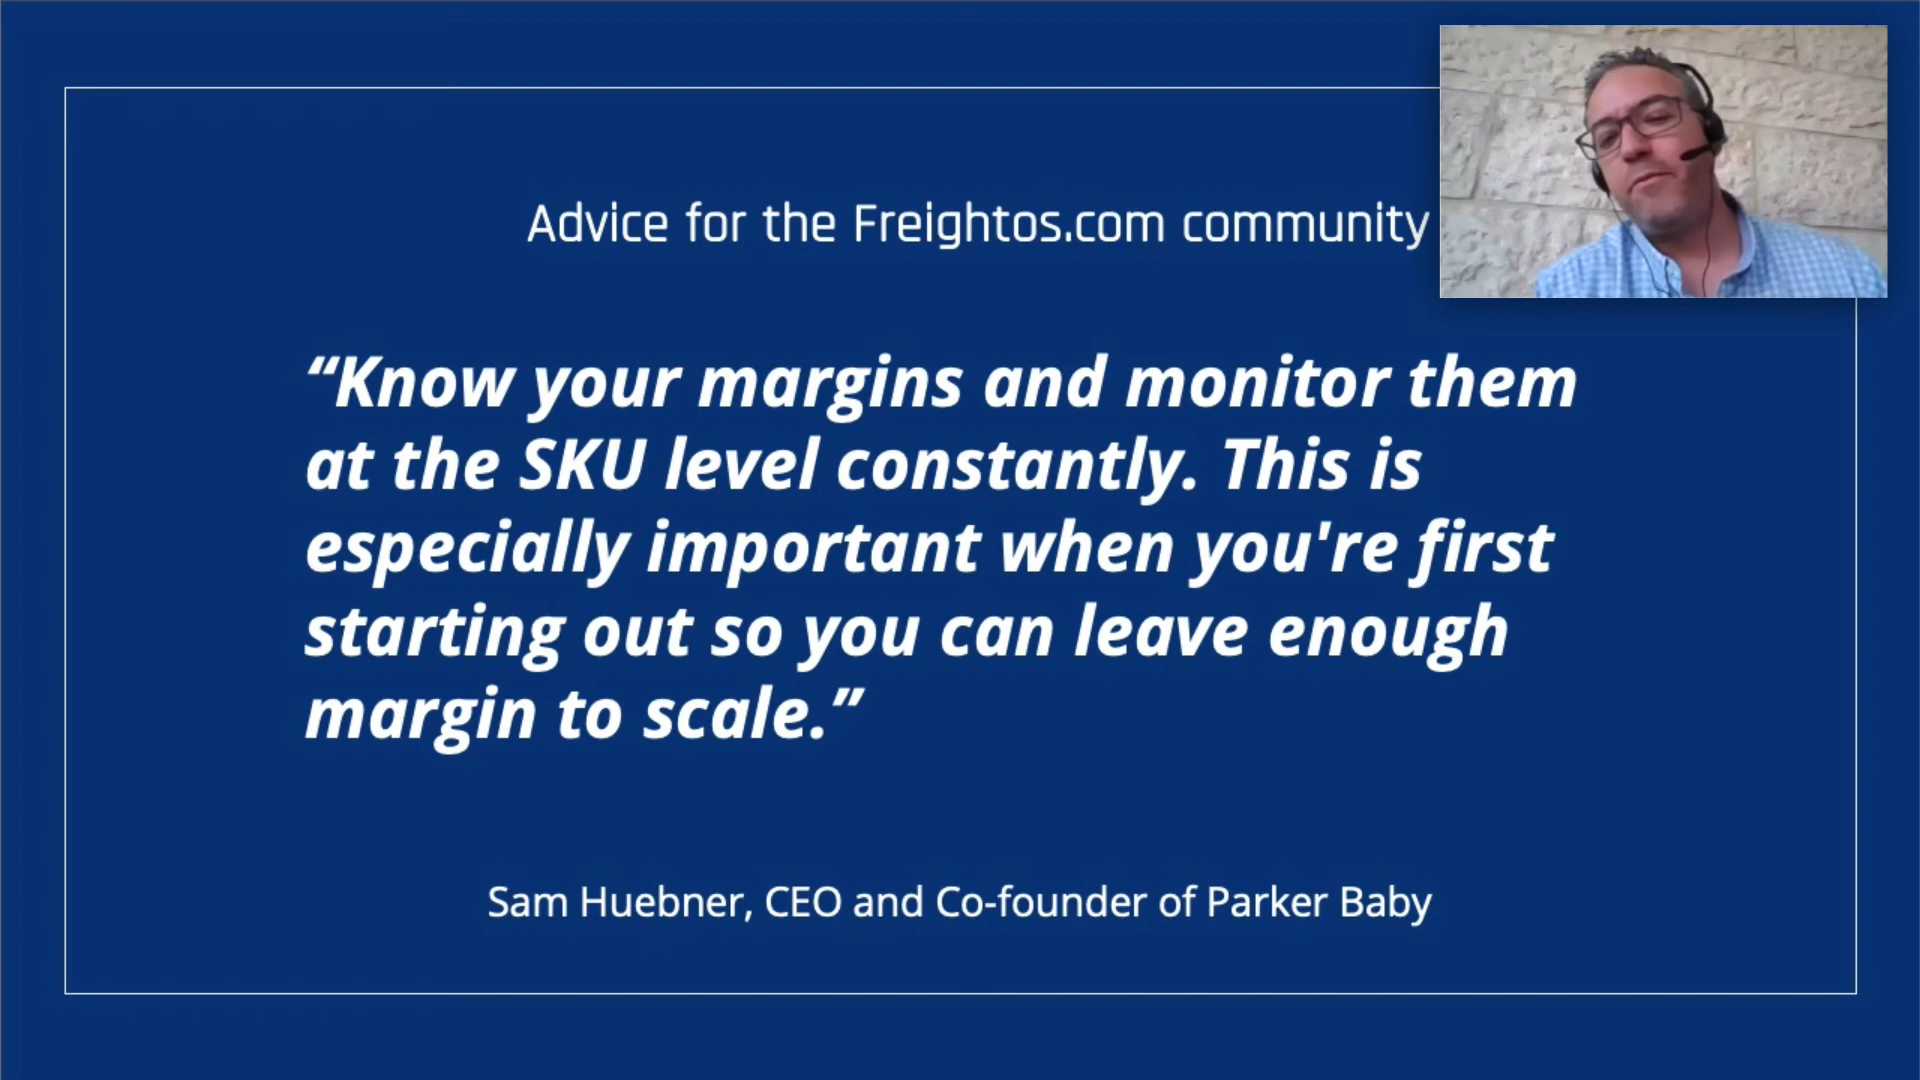 Advice for the Freightos.com community
“Know your margins and monitor them
at the SKU level constantly. This is
especially important when you're first
starting out so you can leave enough
margin to scale.”
Sam Huebner, CEO and Co-founder of Parker Baby